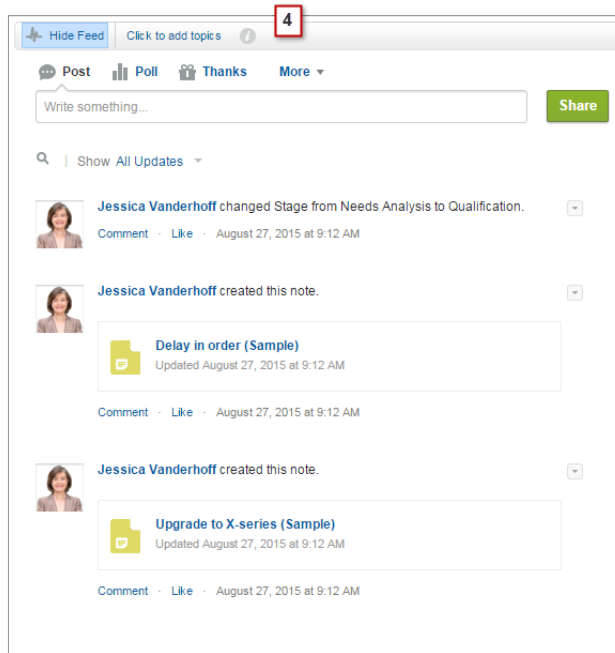 4
Hide Feed Click to add topics i
Post Poll Thanks More
Write something...
Share
Show All Updates
Jessica Vanderhoff changed Stage from Needs Analysis to Qualification.
Comment · Like · August 27, 2015 at 9:12 AM
Jessica Vanderhoff created this note.
Delay in order (Sample)
Updated August 27, 2015 at 9:12 AM
Comment · Like · August 27, 2015 at 9:12 AM
Jessica Vanderhoff created this note.
Upgrade to X-series (Sample)
Updated August 27, 2015 at 9:12 AM
Comment · Like · August 27, 2015 at 9:12 AM